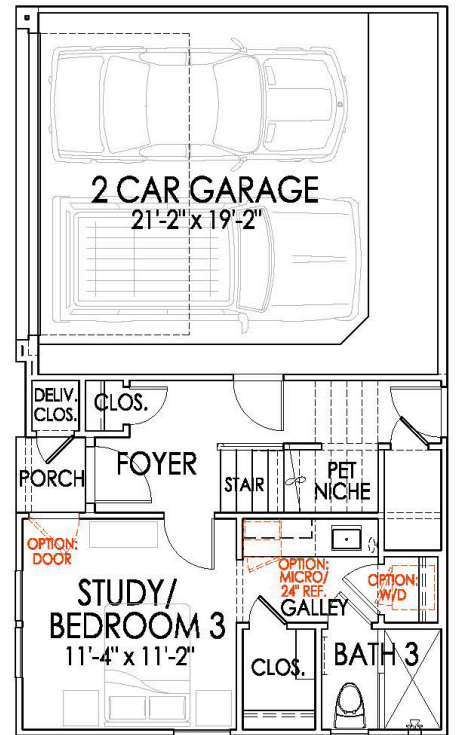 2 CAR GARAGE
21'-2" x 19'-2"
DELIV.
CLOS.
CLOS.
PORCH
FOYER
STAIR
PET
NICHE
OPTION:
DOOR
OPTION:
MICRO/
24" REF.
GALLEY
OPTION:
W/D
STUDY/
BEDROOM 3
11'-4" x 11'-2"
CLOS.
BATH 3